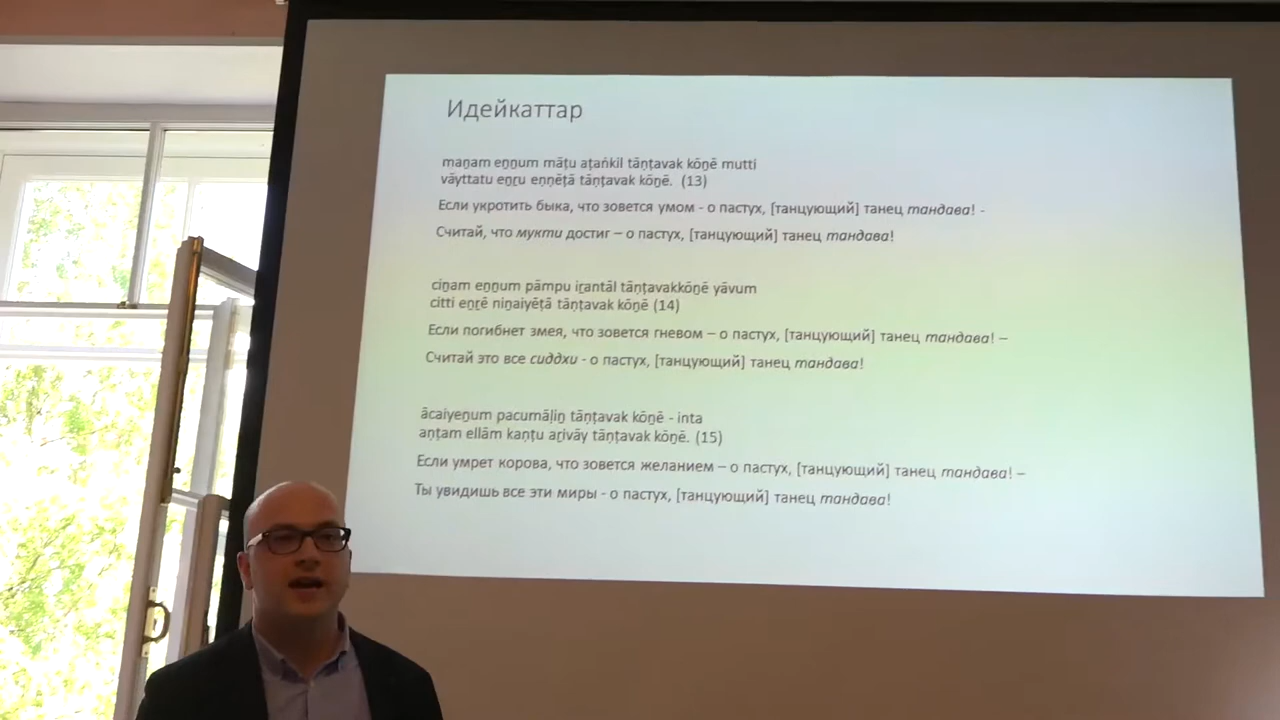 Идейкаттар
maṉam eṉṉum māṭu aṭaṅkil tāṇṭavak kōṉē mutti
vāyttatu eṉṟu eṇṇēṭā tāṇṭavak kōṉē. (13)
Если укротить быка, что зовется умом - о пастух, [танцующий] танец тандава! -
Считай, что мукти достиг – о пастух, [танцующий] танец тандава!
ciṉam eṉṉum pāmpu iṟantāl tāṇṭavakkōṉē yāvum
citti eṉṟē niṉaiyēṭā tāṇṭavak kōṉē (14)
Если погибнет змея, что зовется гневом – о пастух, [танцующий] танец тандава! –
Считай это все сиддхи - о пастух, [танцующий] танец тандава!
ācaiyeṉum pacumāḷiṉ tāṇṭavak kōṉē - inta
aṇṭam ellām kaṇṭu aṟivāy tāṇṭavak kōṉē. (15)
Если умрет корова, что зовется желанием – о пастух, [танцующий] танец тандава! –
Ты увидишь все эти миры - о пастух, [танцующий] танец тандава!